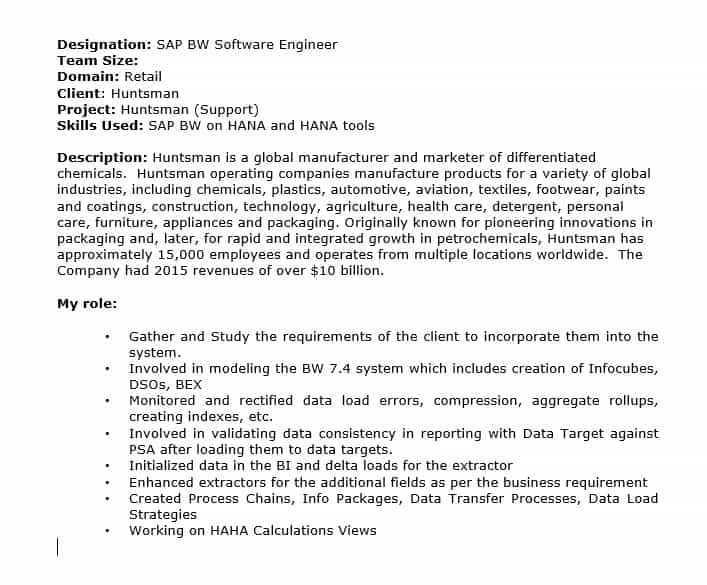 Designation: SAP BW Software Engineer
Team Size:
Domain: Retail
Client: Huntsman
Project: Huntsman (Support)
Skills Used: SAP BW on HANA and HANA tools
Description: Huntsman is a global manufacturer and marketer of differentiated
chemicals.  Huntsman operating companies manufacture products for a variety of global
industries, including chemicals, plastics, automotive, aviation, textiles, footwear, paints
and coatings, construction, technology, agriculture, health care, detergent, personal
care, furniture, appliances and packaging. Originally known for pioneering innovations in
packaging and, later, for rapid and integrated growth in petrochemicals, Huntsman has
approximately 15,000 employees and operates from multiple locations worldwide.  The
Company had 2015 revenues of over $10 billion.
My role:
• Gather and Study the requirements of the client to incorporate them into the
system.
• Involved in modeling the BW 7.4 system which includes creation of Infocubes,
DSOs, BEX
• Monitored and rectified data load errors, compression, aggregate rollups,
creating indexes, etc.
• Involved in validating data consistency in reporting with Data Target against
PSA after loading them to data targets.
• Initialized data in the BI and delta loads for the extractor
• Enhanced extractors for the additional fields as per the business requirement
• Created Process Chains, Info Packages, Data Transfer Processes, Data Load
Strategies
• Working on HAHA Calculations Views